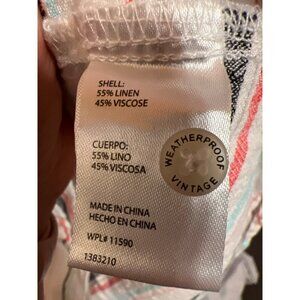 SHELL:
55% LINEN
45% VISCOSE
CUERPO:
55% LINO
45% VISCOSA
WEATHERPROOF
VINTAGE
MADE IN CHINA
HECHO EN CHINA
WPL# 11590
1383210